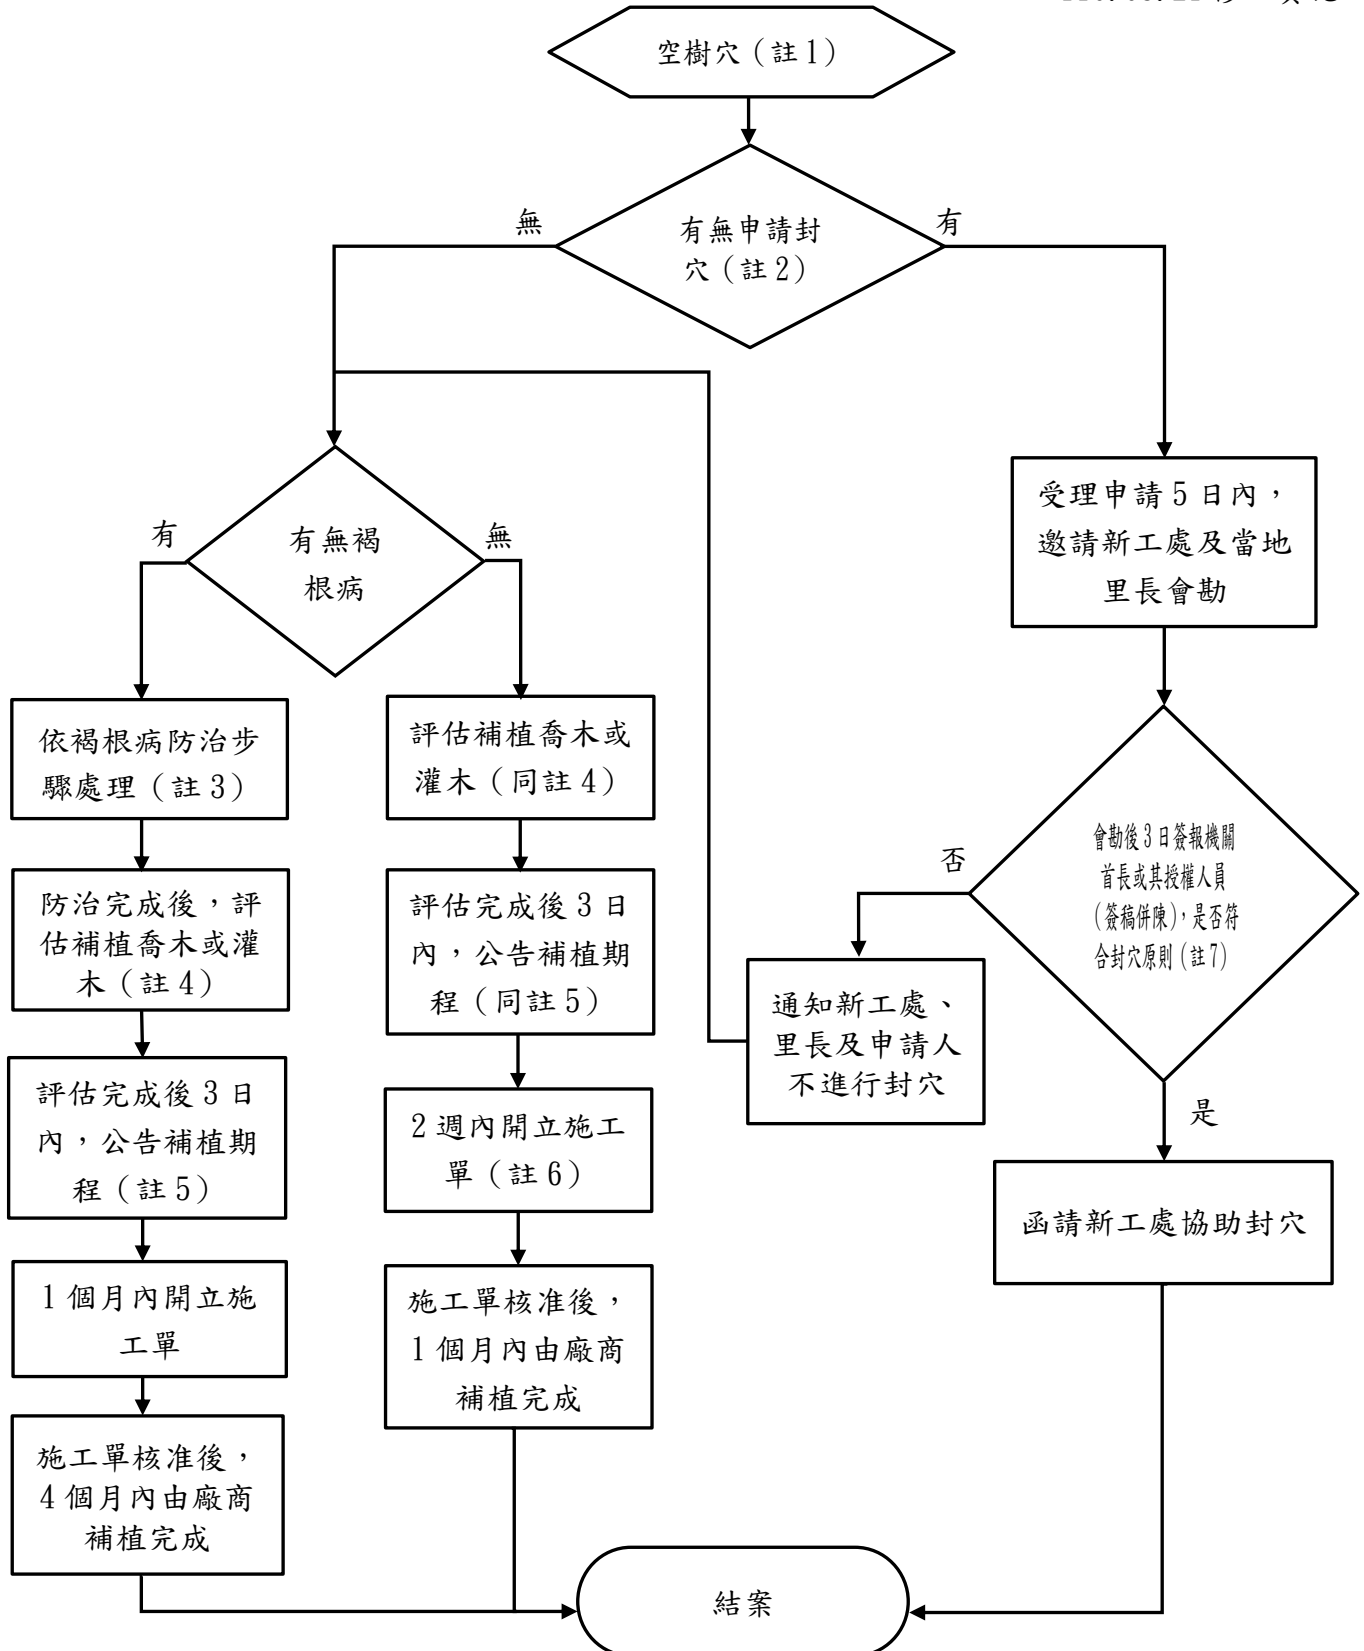 空樹穴（註1）
有無申請封
穴（註2）
無
有
有無褐
根病
有
無
受理申請5日內，
邀請新工處及當地
里長會勘
依褐根病防治步
驟處理（註3）
評估補植喬木或
灌木（同註4）
會勘後3日簽報機關
首長或其授權人員
（簽稿併陳），是否符
合封穴原則（註7）
否
是
防治完成後，評
估補植喬木或灌
木（註4）
評估完成後3日
內，公告補植期
程（同註5）
通知新工處、
里長及申請人
不進行封穴
評估完成後3日
內，公告補植期
程（註5）
2週內開立施工
單（註6）
函請新工處協助封穴
1個月內開立施
工單
施工單核准後，
1個月內由廠商
補植完成
施工單核准後，
4個月內由廠商
補植完成
結案